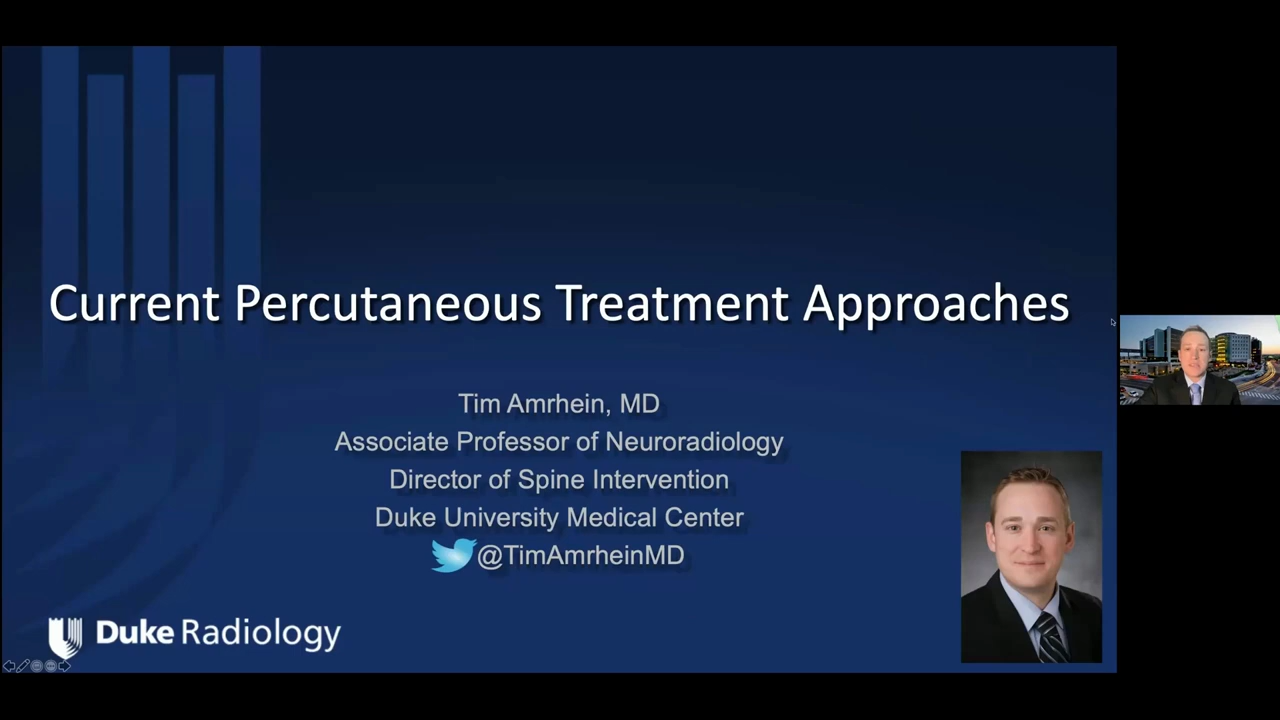 Current Percutaneous Treatment Approaches
Tim Amrhein, MD
Associate Professor of Neuroradiology
Director of Spine Intervention
Duke University Medical Center
@TimAmrheinMD
Duke Radiology